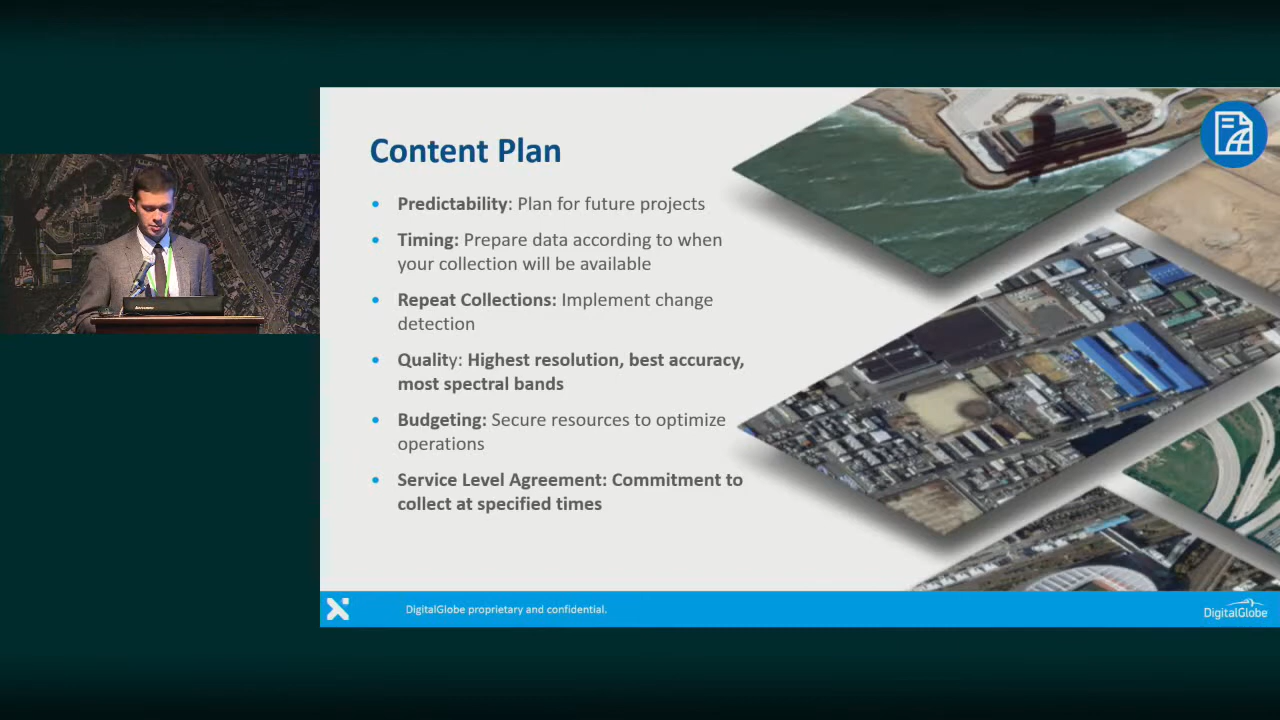 Content Plan
• Predictability: Plan for future projects
• Timing: Prepare data according to when
your collection will be available
• Repeat Collections: Implement change
detection
• Quality: Highest resolution, best accuracy,
most spectral bands
• Budgeting: Secure resources to optimize
operations
• Service Level Agreement: Commitment to
collect at specified times
DigitalGlobe proprietary and confidential.
DigitalGlobe